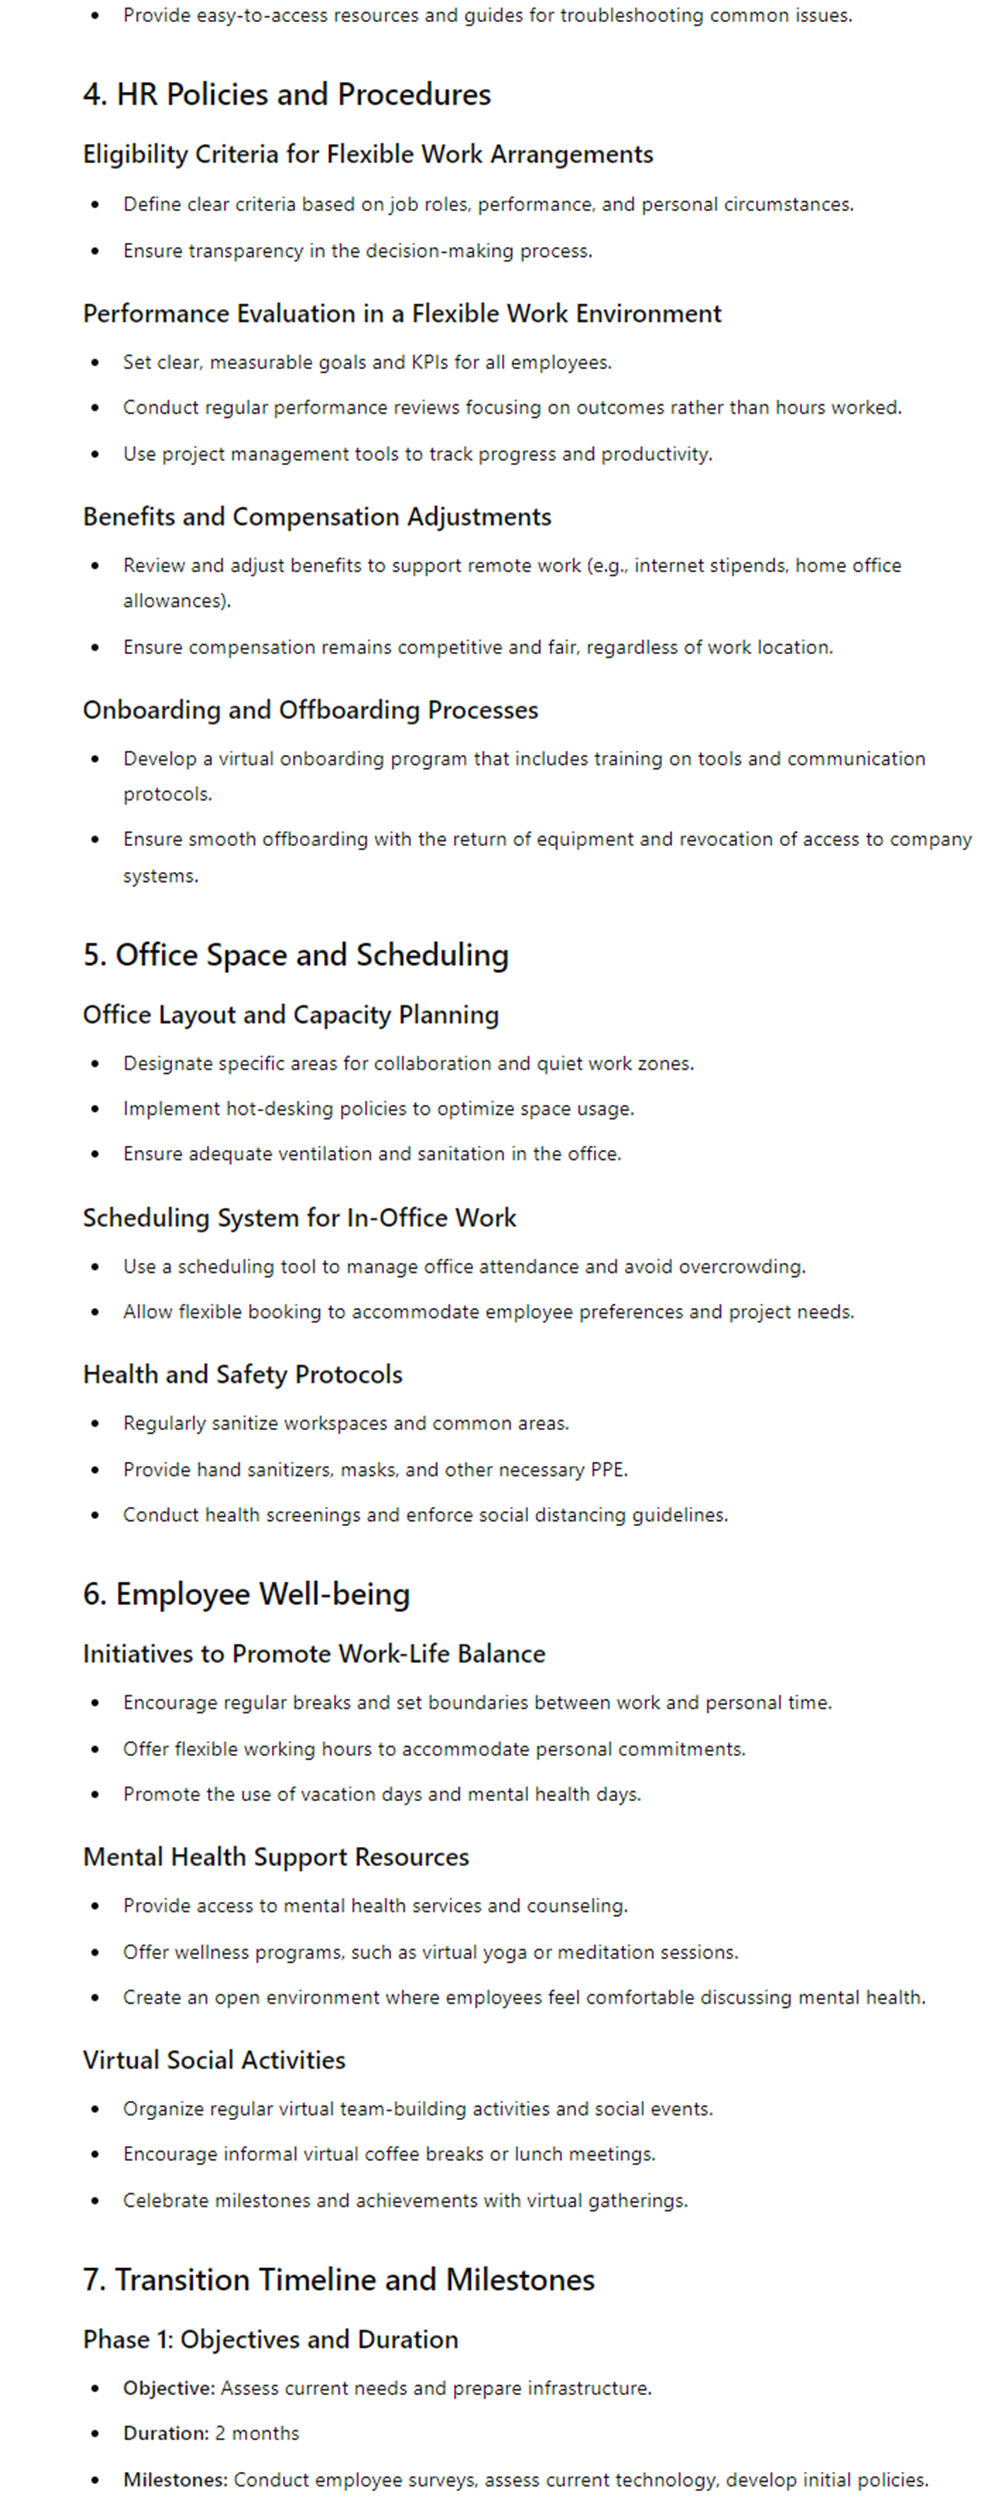 Provide easy-to-access resources and guides for troubleshooting common issues.
4. HR Policies and Procedures
Eligibility Criteria for Flexible Work Arrangements
Define clear criteria based on job roles, performance, and personal circumstances.
Ensure transparency in the decision-making process.
Performance Evaluation in a Flexible Work Environment
Set clear, measurable goals and KPIs for all employees.
Conduct regular performance reviews focusing on outcomes rather than hours worked.
Use project management tools to track progress and productivity.
Benefits and Compensation Adjustments
Review and adjust benefits to support remote work (e.g., internet stipends, home office
allowances).
Ensure compensation remains competitive and fair, regardless of work location.
Onboarding and Offboarding Processes
Develop a virtual onboarding program that includes training on tools and communication
protocols.
Ensure smooth offboarding with the return of equipment and revocation of access to company
systems.
5. Office Space and Scheduling
Office Layout and Capacity Planning
Designate specific areas for collaboration and quiet work zones.
Implement hot-desking policies to optimize space usage.
Ensure adequate ventilation and sanitation in the office.
Scheduling System for In-Office Work
Use a scheduling tool to manage office attendance and avoid overcrowding.
Allow flexible booking to accommodate employee preferences and project needs.
Health and Safety Protocols
Regularly sanitize workspaces and common areas.
Provide hand sanitizers, masks, and other necessary PPE.
Conduct health screenings and enforce social distancing guidelines.
6. Employee Well-being
Initiatives to Promote Work-Life Balance
Encourage regular breaks and set boundaries between work and personal time.
Offer flexible working hours to accommodate personal commitments.
Promote the use of vacation days and mental health days.
Mental Health Support Resources
Provide access to mental health services and counseling.
Offer wellness programs, such as virtual yoga or meditation sessions.
Create an open environment where employees feel comfortable discussing mental health.
Virtual Social Activities
Organize regular virtual team-building activities and social events.
Encourage informal virtual coffee breaks or lunch meetings.
Celebrate milestones and achievements with virtual gatherings.
7. Transition Timeline and Milestones
Phase 1: Objectives and Duration
Objective: Assess current needs and prepare infrastructure.
Duration: 2 months
Milestones: Conduct employee surveys, assess current technology, develop initial policies.